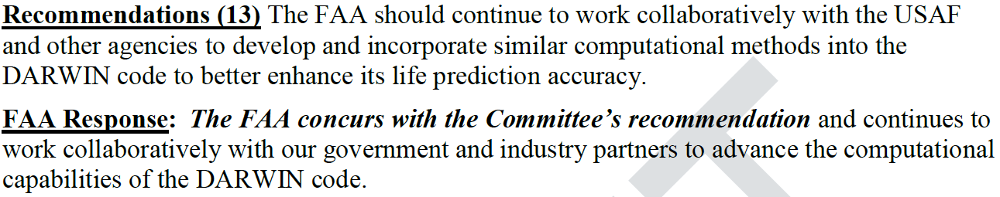 Recommendations (13) The FAA should continue to work collaboratively with the USAF
and other agencies to develop and incorporate similar computational methods into the
DARWIN code to better enhance its life prediction accuracy.
FAA Response: The FAA concurs with the Committee's recommendation and continues to
work collaboratively with our government and industry partners to advance the computational
capabilities of the DARWIN code.